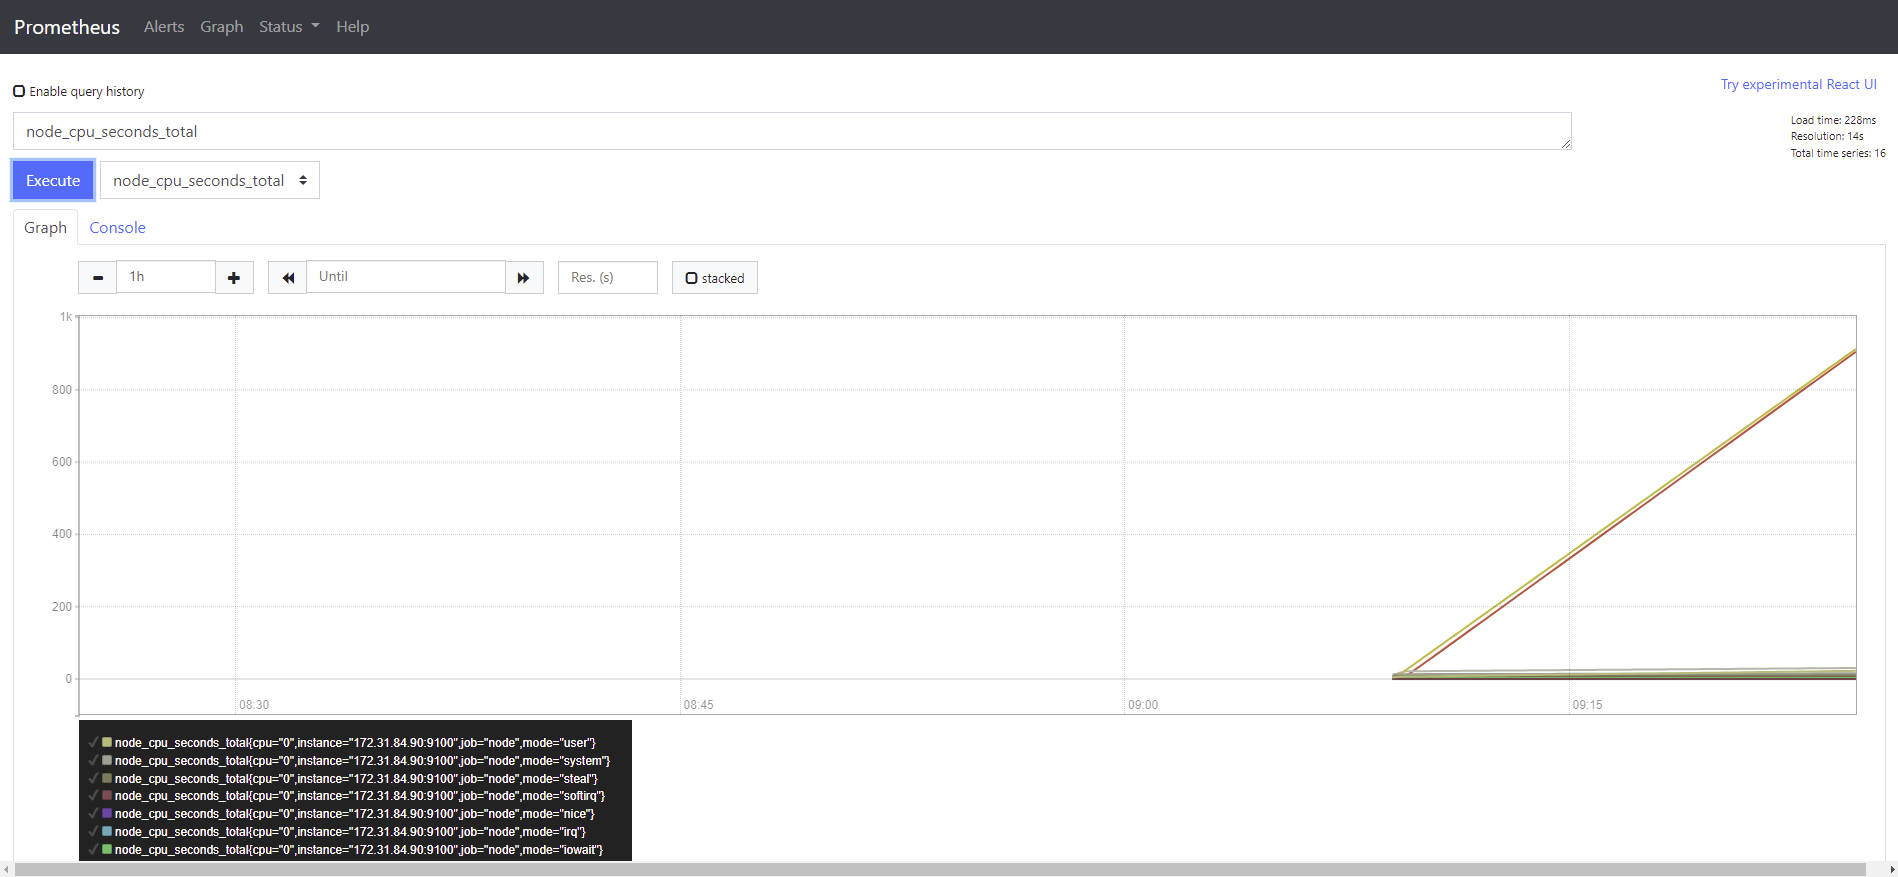 Prometheus Alerts Graph Status Help
Enable query history
Try experimental React UI
node_cpu_seconds_total
Load time: 228ms
Resolution: 14s
Total time series: 16
Execute node_cpu_seconds_total
Graph Console
1h Until Res. (s) stacked
1k
800
600
400
200
0
08:30 08:45 09:00 09:15
node_cpu_seconds_total{cpu="0",instance="172.31.84.90:9100",job="node",mode="user"}
node_cpu_seconds_total{cpu="0",instance="172.31.84.90:9100",job="node",mode="system"}
node_cpu_seconds_total{cpu="0",instance="172.31.84.90:9100",job="node",mode="steal"}
node_cpu_seconds_total{cpu="0",instance="172.31.84.90:9100",job="node",mode="softirq"}
node_cpu_seconds_total{cpu="0",instance="172.31.84.90:9100",job="node",mode="nice"}
node_cpu_seconds_total{cpu="0",instance="172.31.84.90:9100",job="node",mode="irq"}
node_cpu_seconds_total{cpu="0",instance="172.31.84.90:9100",job="node",mode="iowait"}